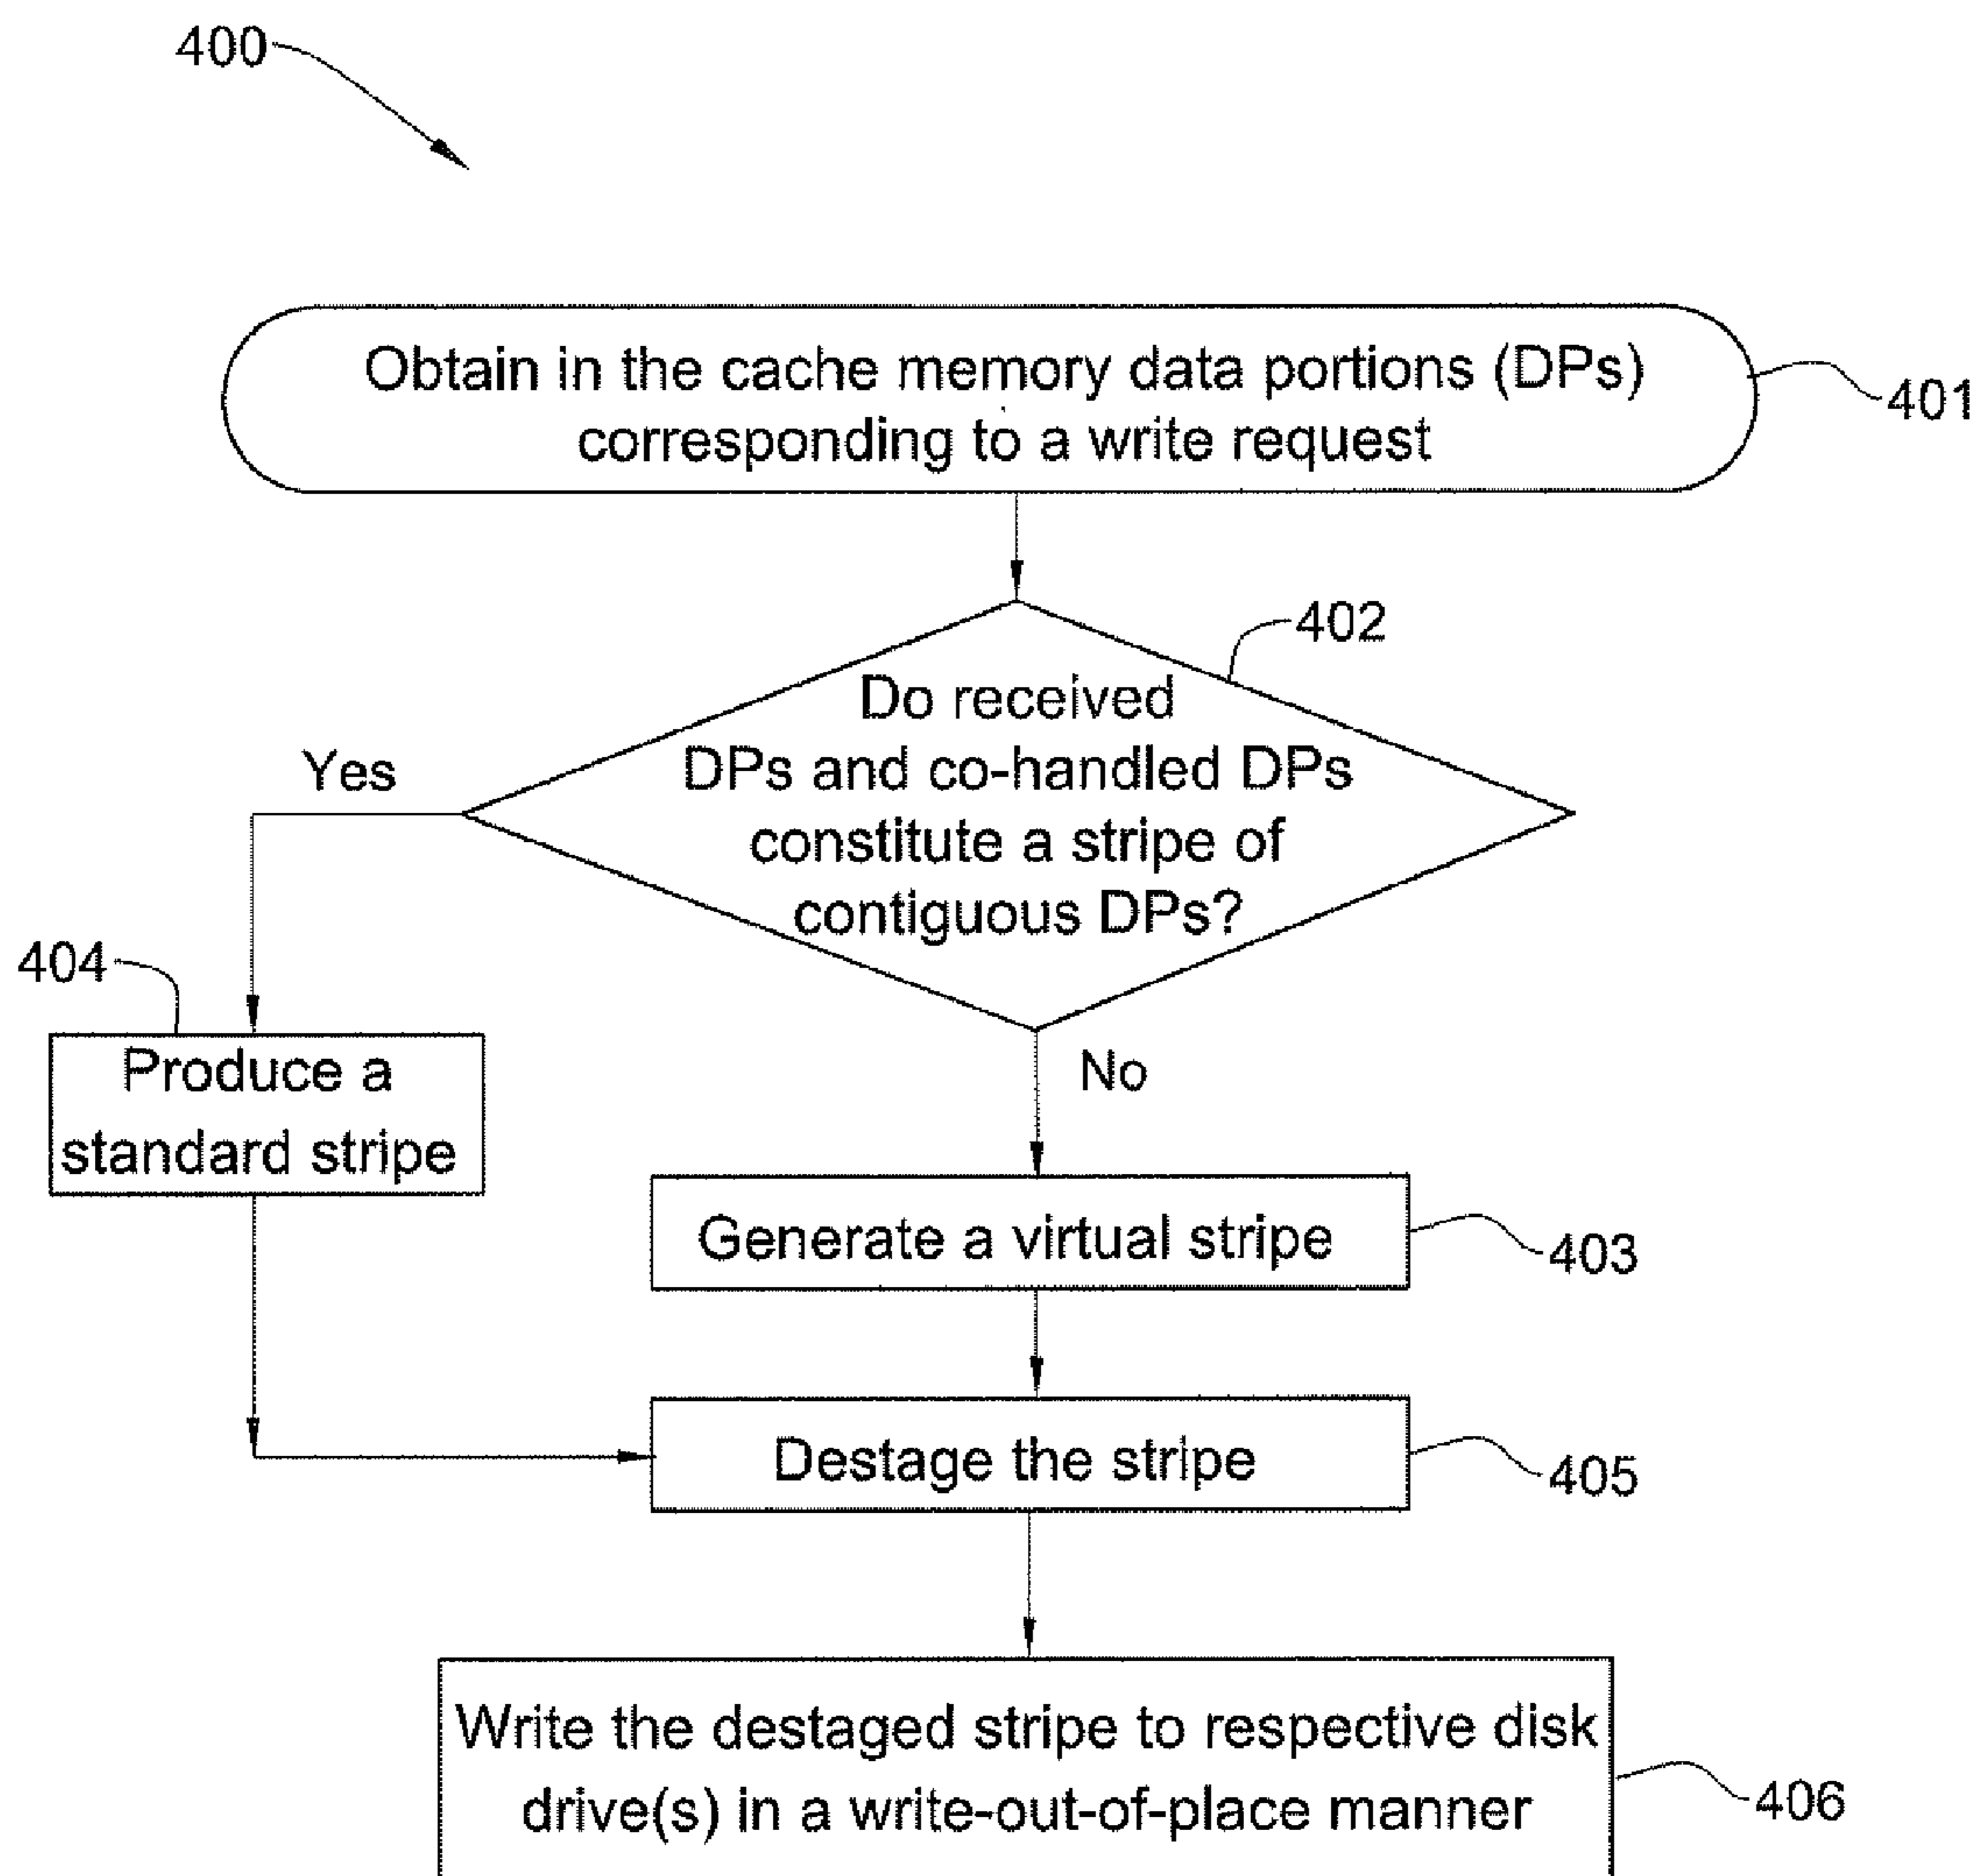 400
Obtain in the cache memory data portions (DPs)
corresponding to a write request
401
402
Do received
DPs and co-handled DPs
constitute a stripe of
contiguous DPs?
Yes
404
Produce a
standard stripe
No
Generate a virtual stripe
403
Destage the stripe
405
Write the destaged stripe to respective disk
drive(s) in a write-out-of-place manner
406